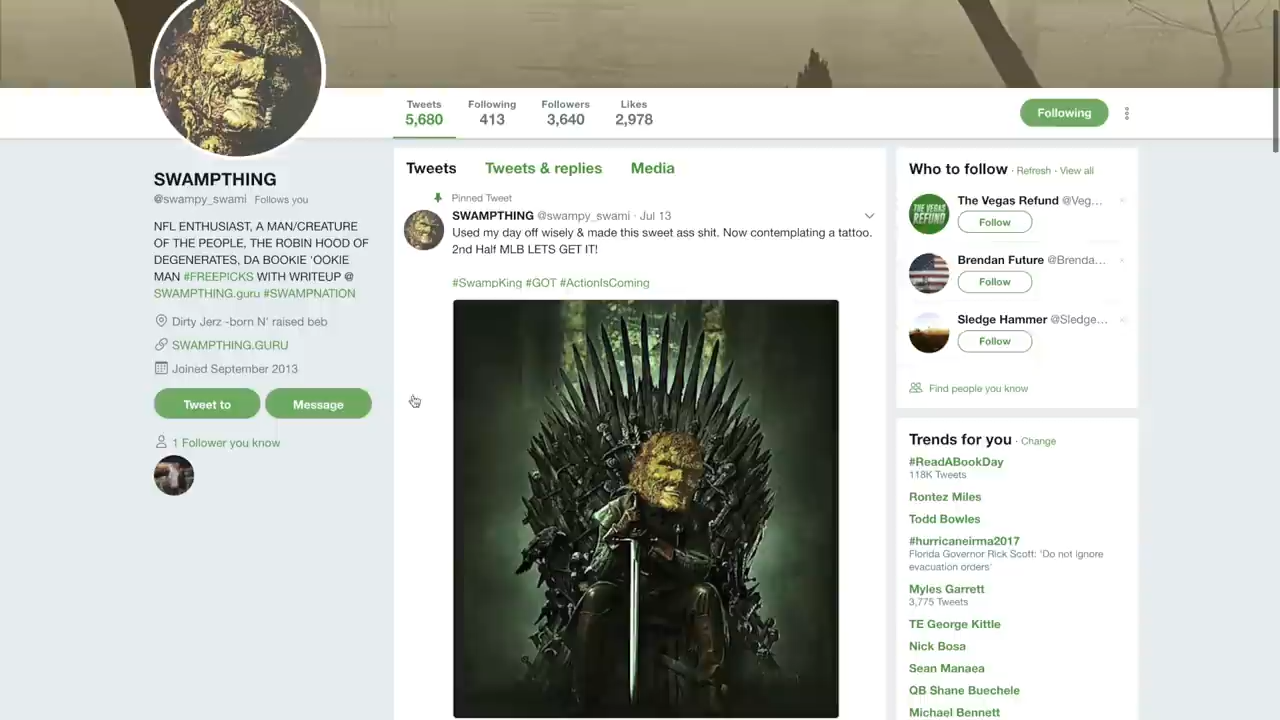 Tweets Following Followers Likes
5,680 413 3,640 2,978
Following
SWAMPTHING
@swampy_swami Follows you
NFL ENTHUSIAST, A MAN/CREATURE
OF THE PEOPLE, THE ROBIN HOOD OF
DEGENERATES, DA BOOKIE 'OOKIE
MAN #FREEPICKS WITH WRITEUP @
SWAMPTHING.guru #SWAMPNATION
Dirty Jerz -born N' raised beb
SWAMPTHING.GURU
Joined September 2013
Tweet to Message
1 Follower you know
Tweets Tweets & replies Media
Pinned Tweet
SWAMPTHING @swampy_swami · Jul 13
Used my day off wisely & made this sweet ass shit. Now contemplating a tattoo.
2nd Half MLB LETS GET IT!
#SwampKing #GOT #ActionIsComing
Who to follow · Refresh · View all
The Vegas Refund @Veg...
THE VEGAS
REFUND
Follow
Brendan Future @Brenda...
Follow
Sledge Hammer @Sledge...
Follow
Find people you know
Trends for you · Change
#ReadABookDay
118K Tweets
Rontez Miles
Todd Bowles
#hurricaneirma2017
Florida Governor Rick Scott: 'Do not ignore
evacuation orders'
Myles Garrett
3,775 Tweets
TE George Kittle
Nick Bosa
Sean Manaea
QB Shane Buechele
Michael Bennett